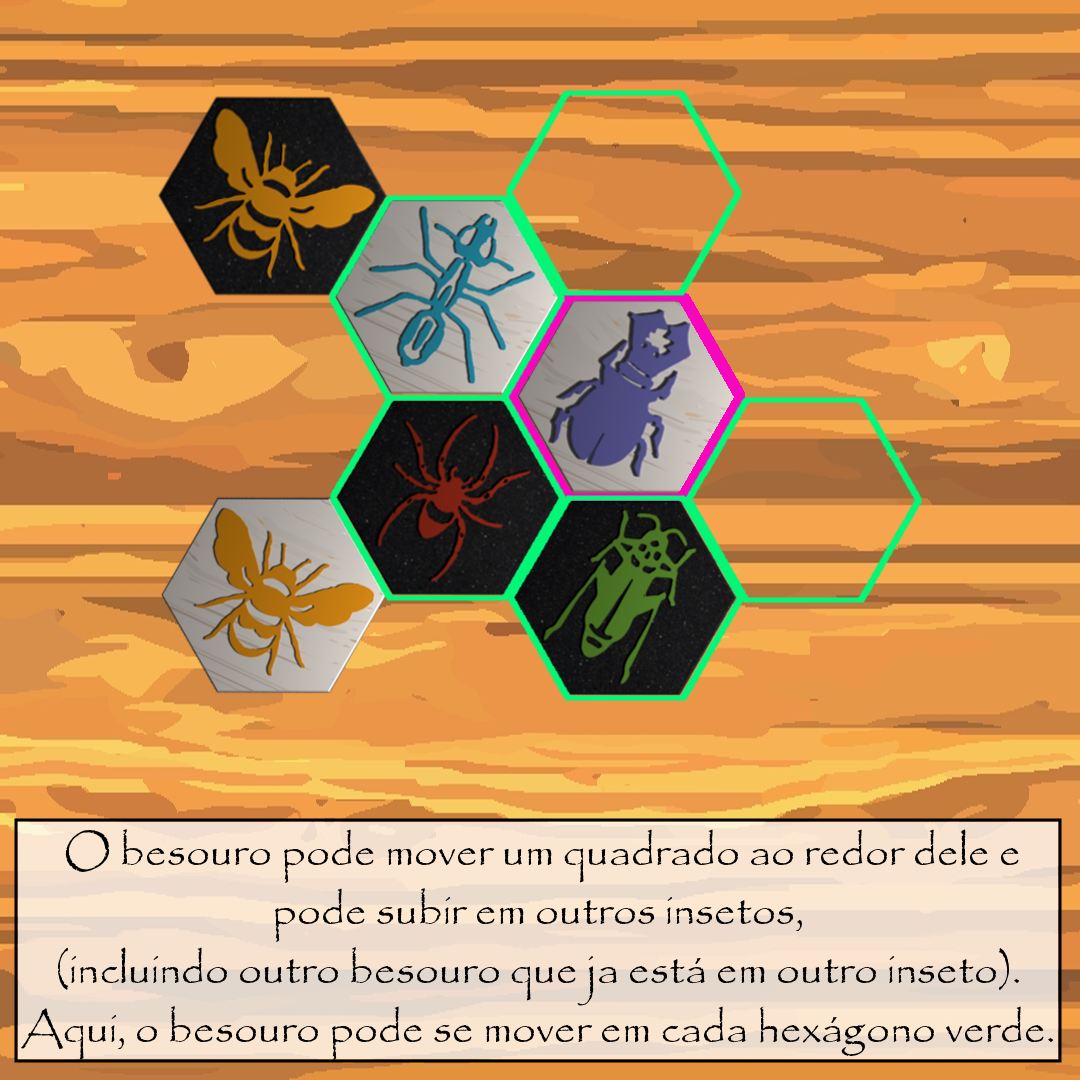 O besouro pode mover um quadrado ao redor dele e
pode subir em outros insetos,
(incluindo outro besouro que ja está em outro inseto).
Aqui, o besouro pode se mover em cada hexágono verde.